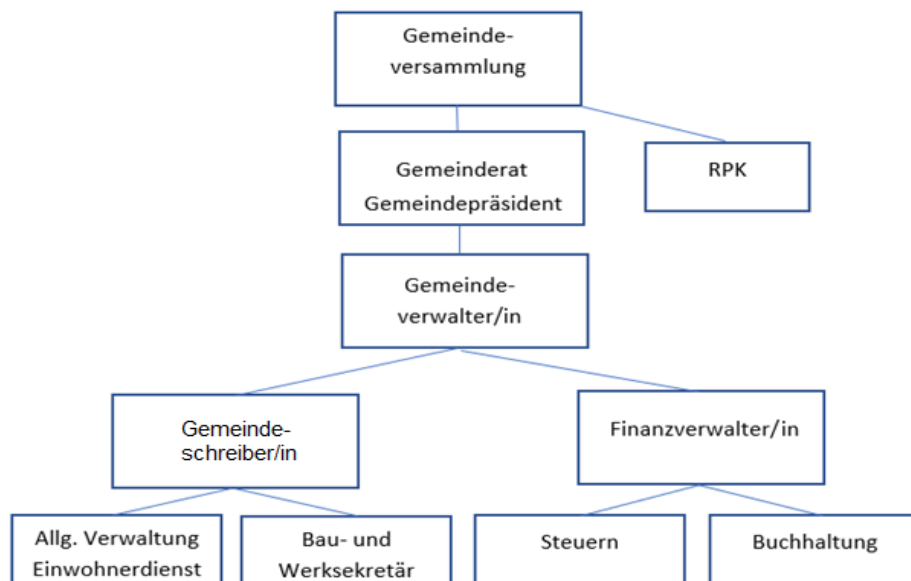 Gemeinde-
versammlung
RPK
Gemeinderat
Gemeindepräsident
Gemeinde-
verwalter/in
Gemeinde-
schreiber/in
Finanzverwalter/in
Allg. Verwaltung
Einwohnerdienst
Bau- und
Werksekretär
Steuern
Buchhaltung